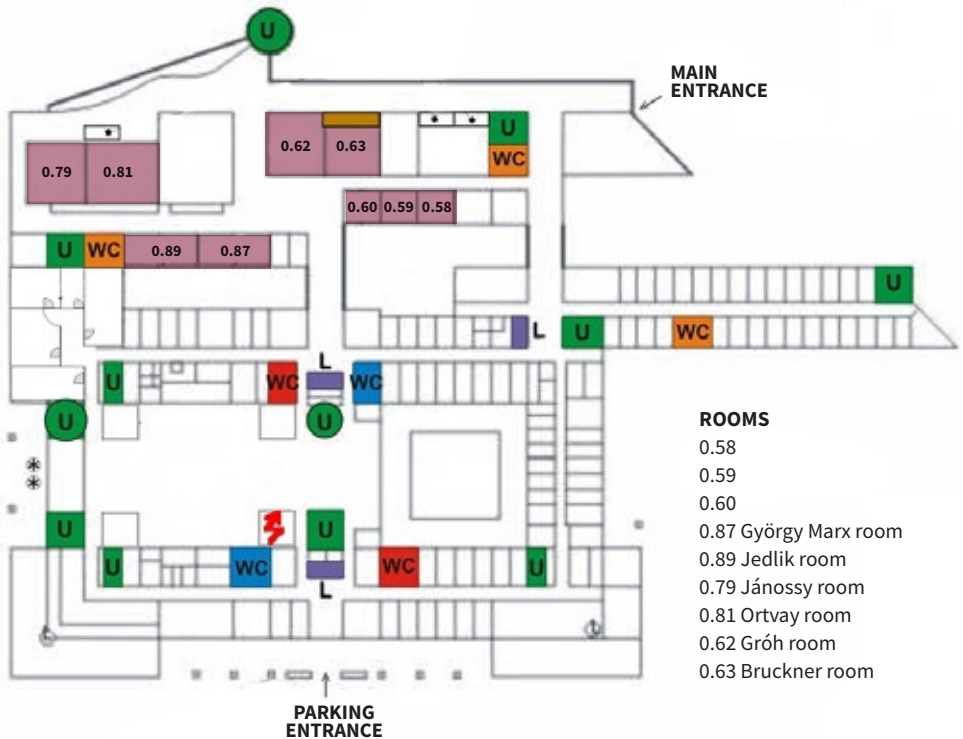 U
MAIN
ENTRANCE
0.62 0.63 U
WC
0.79 0.81
0.60 0.59 0.58
U WC 0.89 0.87
U
L U WC
L
U WC WC
U U
ROOMS
0.58
0.59
0.60
0.87 György Marx room
0.89 Jedlik room
0.79 Jánossy room
0.81 Ortvay room
0.62 Gróh room
0.63 Bruckner room
U U
U WC WC U
L
PARKING
ENTRANCE